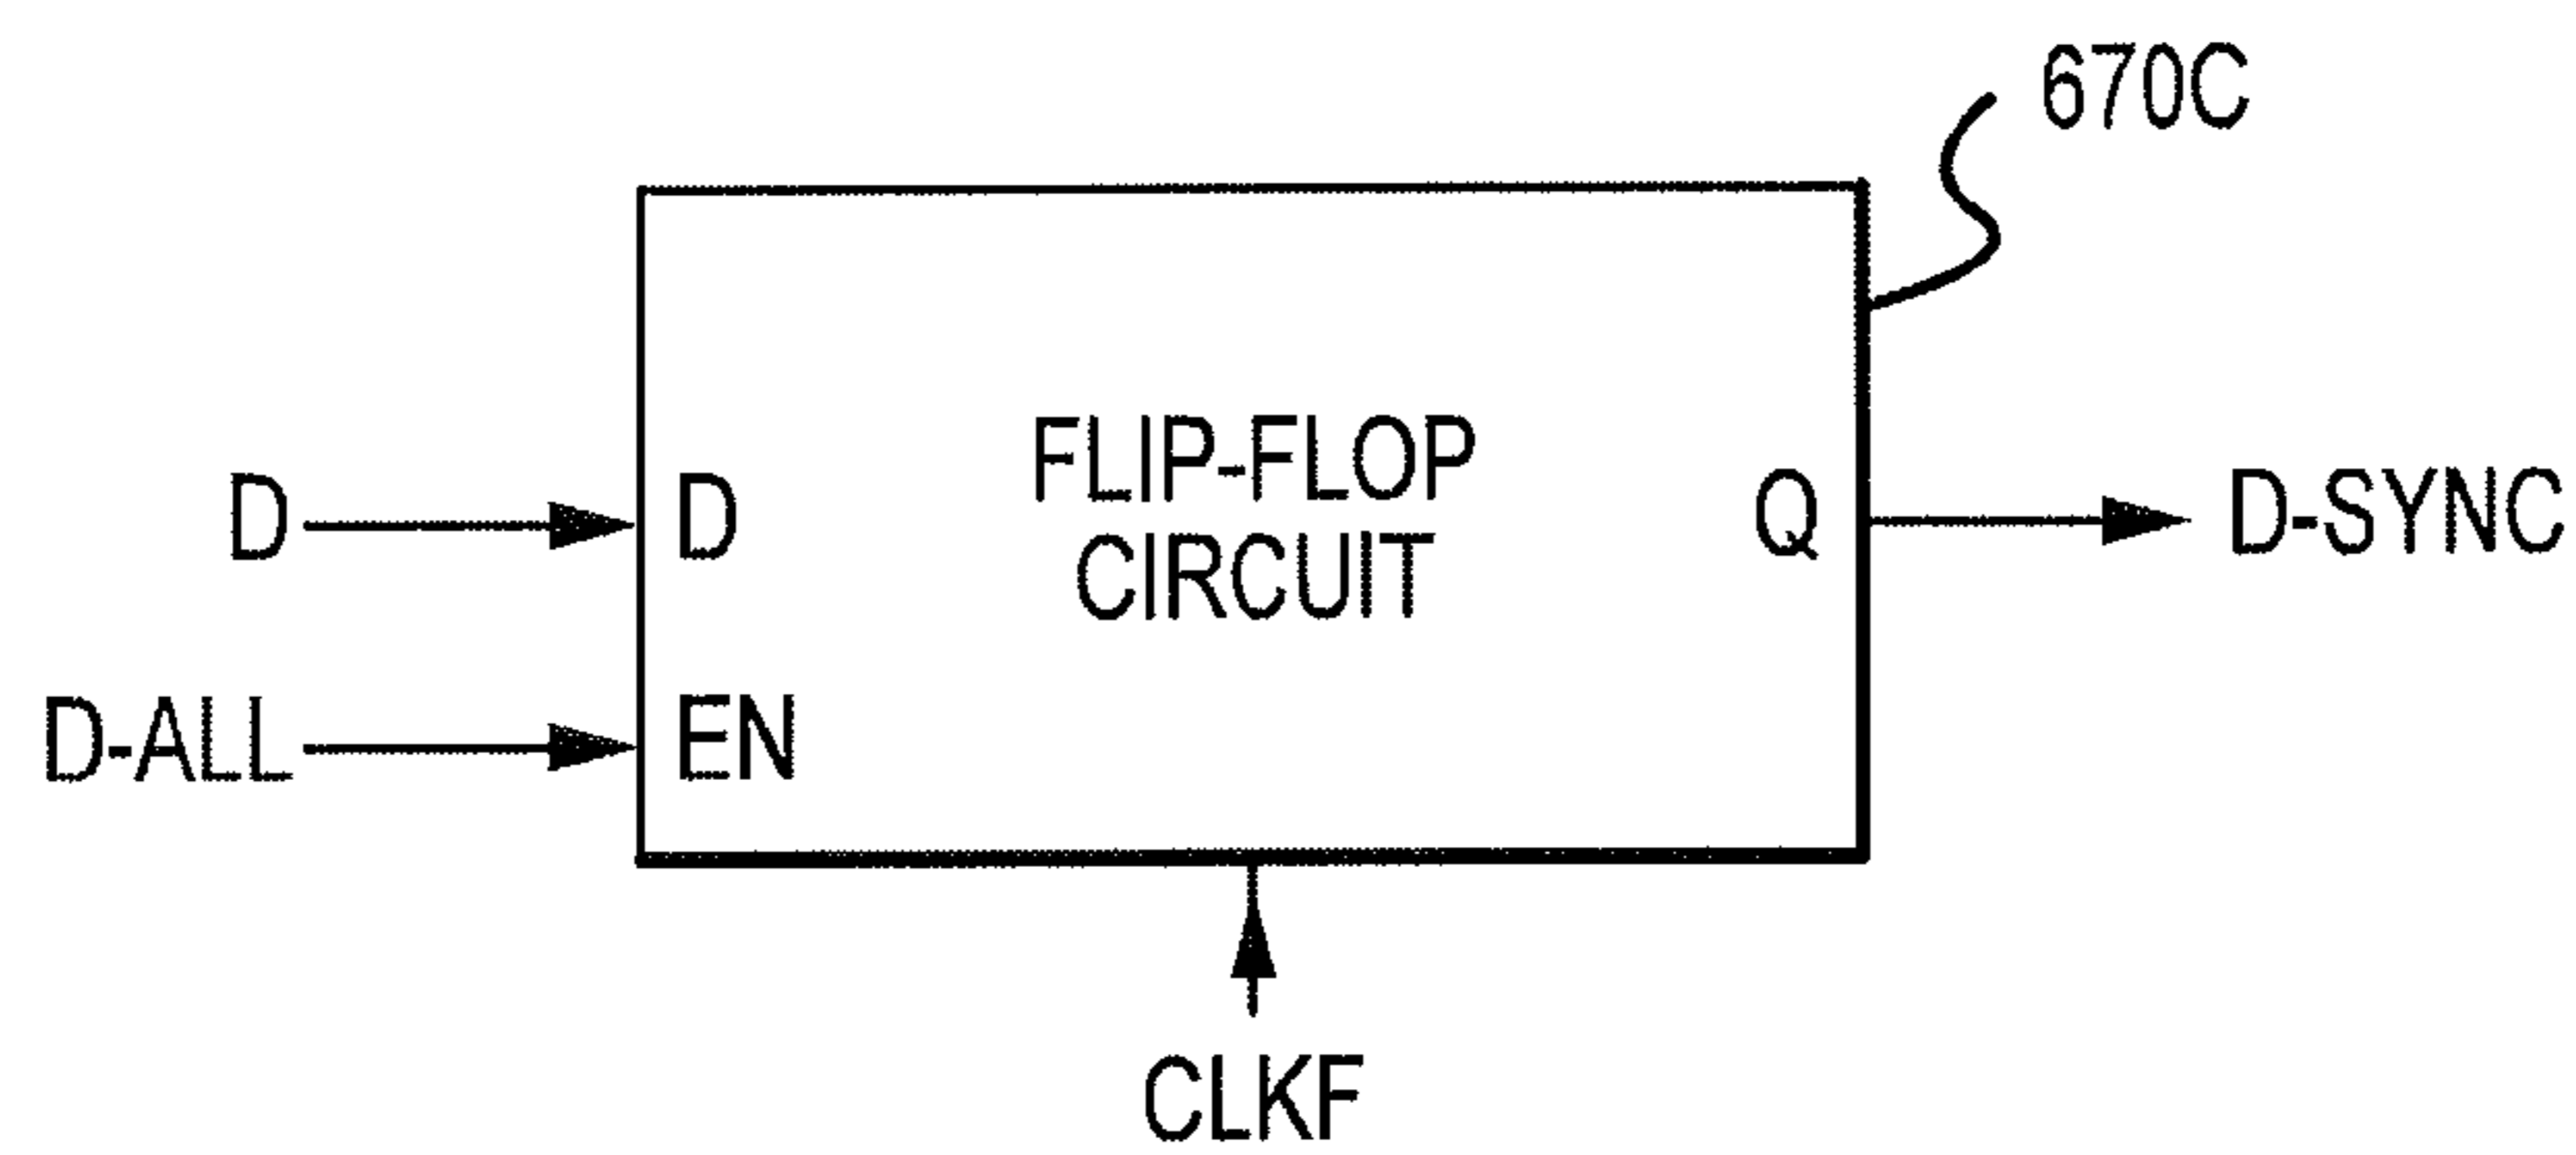 670C
FLIP-FLOP
CIRCUIT
D
D
Q
D-SYNC
D-ALL
EN
CLKF